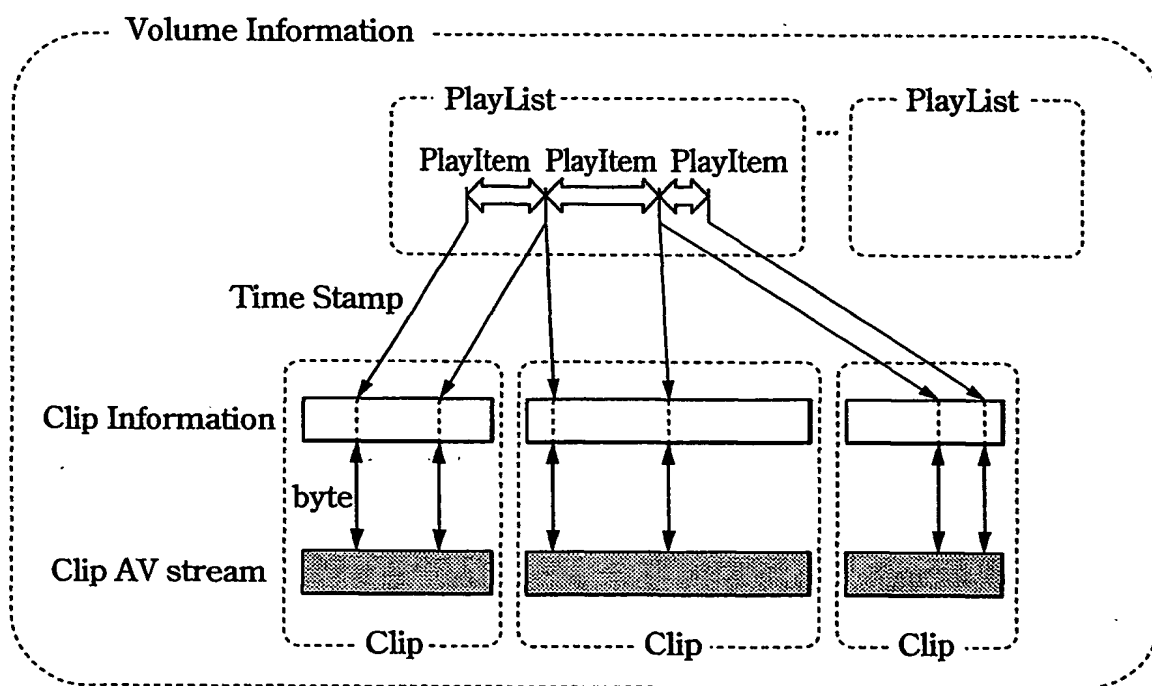 Volume Information
PlayList
PlayList
...
PlayItem PlayItem PlayItem
Time Stamp
Clip Information
byte
Clip AV stream
Clip
Clip
Clip